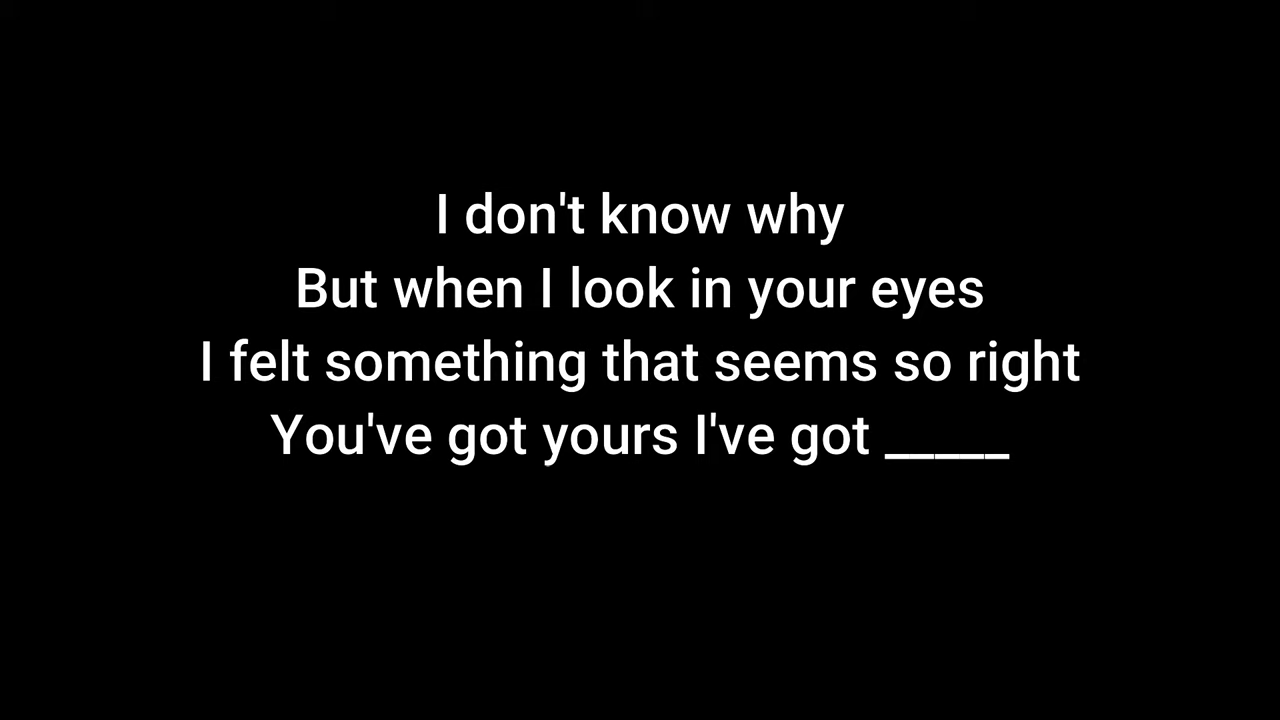 I don't know why
But when I look in your eyes
I felt something that seems so right
You've got yours I've got _____